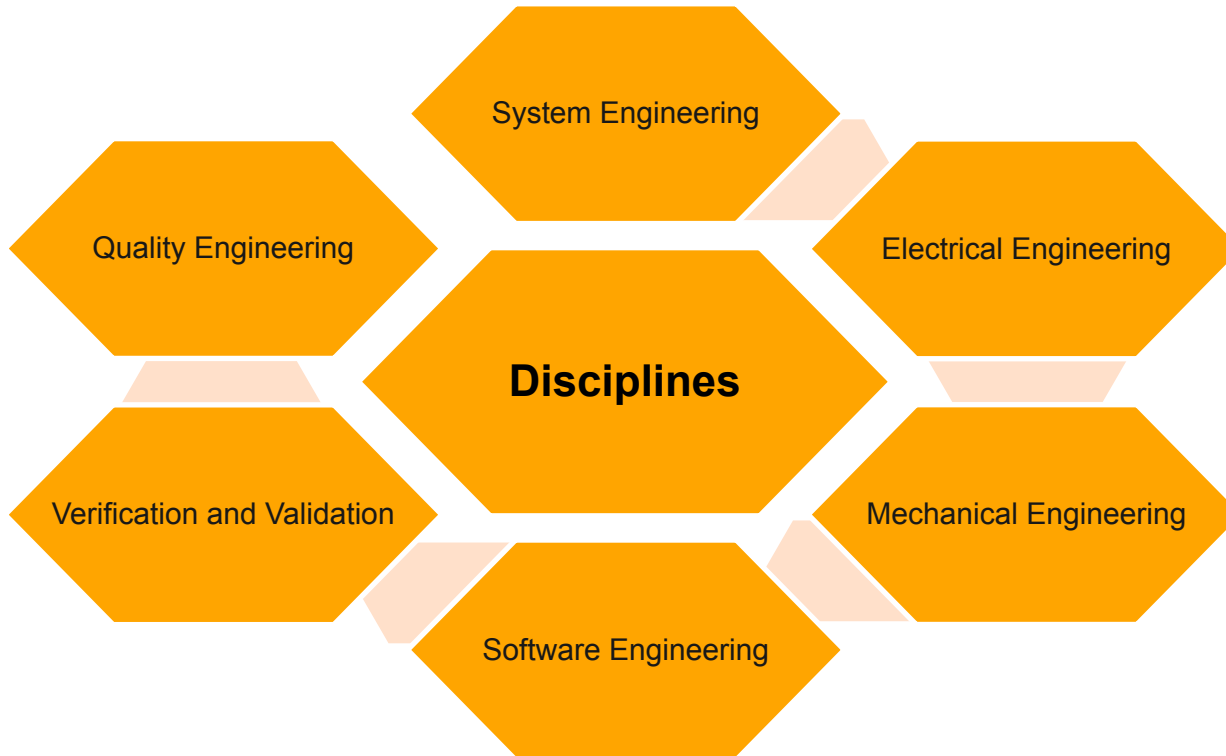 System Engineering
Quality Engineering
Electrical Engineering
Disciplines
Verification and Validation
Mechanical Engineering
Software Engineering